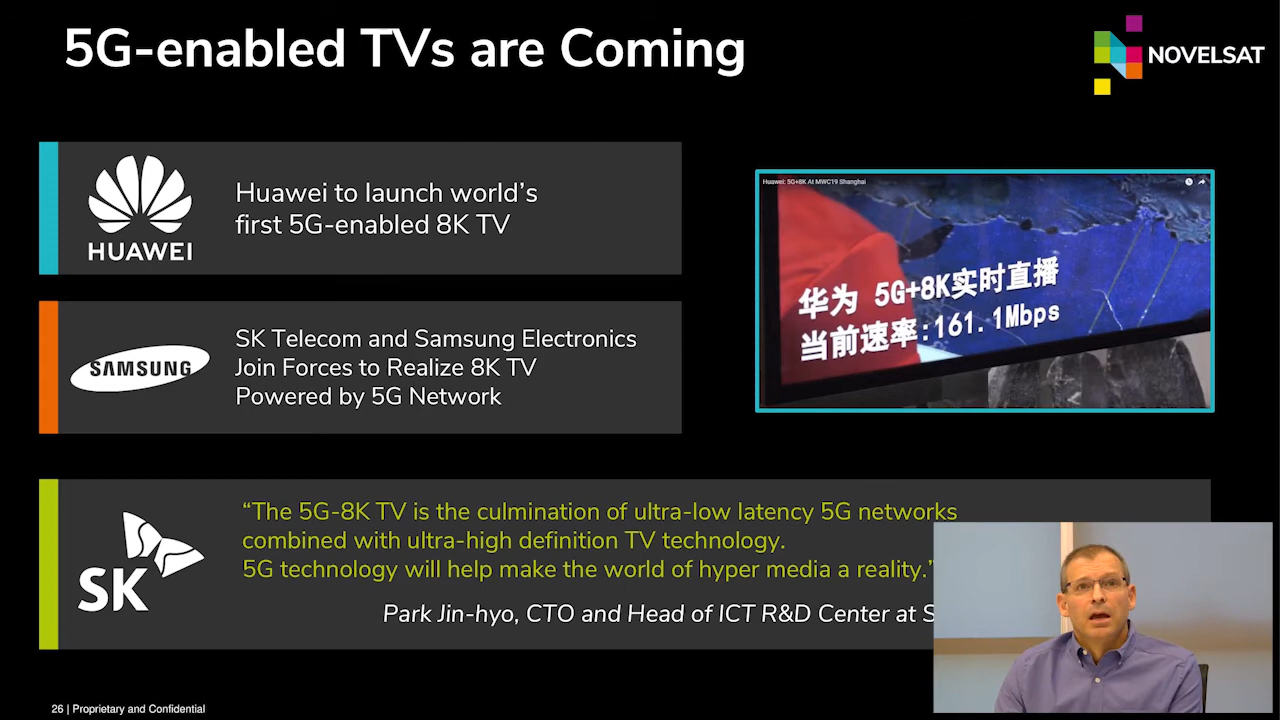 5G-enabled TVs are Coming
NOVELSAT
HUAWEI
Huawei to launch world's
first 5G-enabled 8K TV
Huawei: 5G+8K At MWC19 Shanghai
华为 5G+8K实时直播
当前速率:161.1Mbps
SAMSUNG
SK Telecom and Samsung Electronics
Join Forces to Realize 8K TV
Powered by 5G Network
SK
“The 5G-8K TV is the culmination of ultra-low latency 5G networks
combined with ultra-high definition TV technology.
5G technology will help make the world of hyper media a reality.”
Park Jin-hyo, CTO and Head of ICT R&D Center at S
26 | Proprietary and Confidential